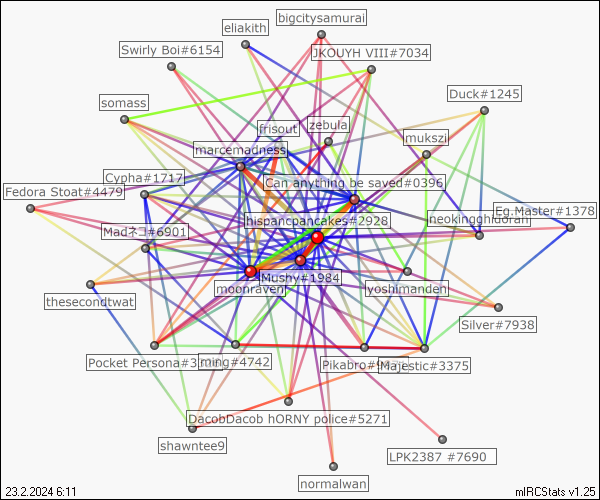 bigcitysamurai
eliakith
Swirly Boi#6154
JKOUYH VIII#7034
Duck#1245
somass
frisout
zebula
mukszi
marcemadness
Cypha#1717
Can anything be saved#0396
Fedora Stoat#4479
hispancpancakes#2928
neokingghidorah
Eg.Master#1378
Madネヨ#6901
Mushy#1984
moonraven
yoshimanden
thesecondtwat
Silver#7938
Pocket Persona#3
ming#4742
Pikabro#9
Majestic#3375
DacobDacob hORNY police#5271
shawntee9
LPK2387 #7690
normalwan
23.2.2024 6:11
mIRCStats v1.25